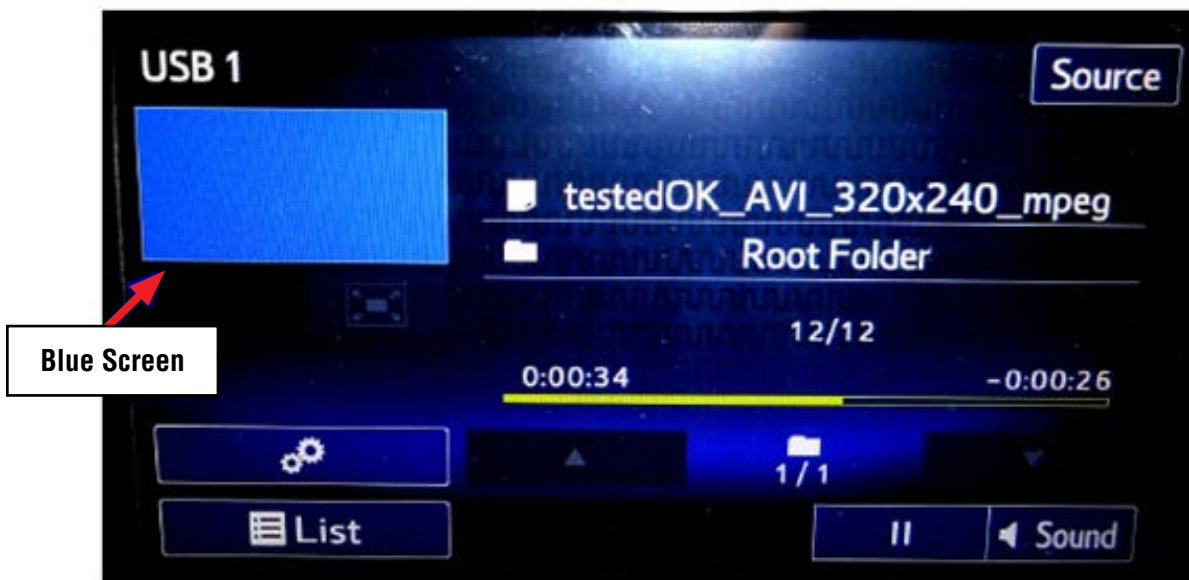 USB 1
Source
testedOK_AVI_320x240_mpeg
Root Folder
12/12
0:00:34
-0:00:26
Blue Screen
1/1
List
Sound